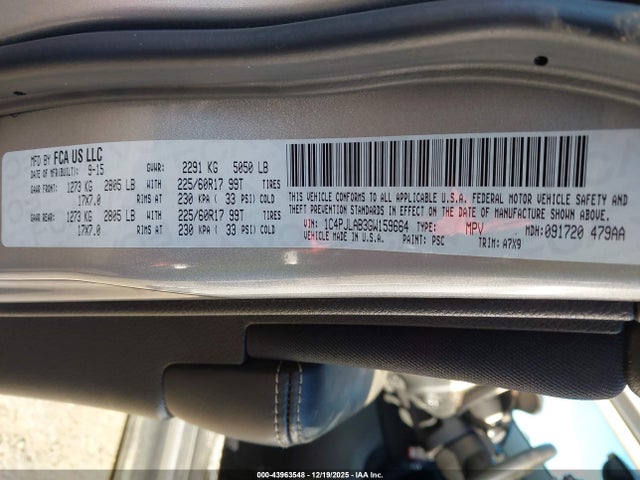 MFD BY FCA US LLC
DATE OF MFR(BUILT): 9-15 GVWR: 2291 KG 5050 LB
GAWR FRONT: 1273 KG 2805 LB WITH 225/60R17 99T TIRES
17X7.0 RIMS AT 230 KPA ( 33 PSI) COLD
GAWR REAR: 1273 KG 2805 LB WITH 225/60R17 99T TIRES
17X7.0 RIMS AT 230 KPA ( 33 PSI) COLD
THIS VEHICLE CONFORMS TO ALL APPLICABLE U.S.A. FEDERAL MOTOR VEHICLE SAFETY AND
THEFT PREVENTION STANDARDS IN EFFECT ON THE DATE OF MANUFACTURE SHOWN ABOVE.
VIN: 1C4PJLAB3GW159664 TYPE: MPV MDH: 091720 479AA
VEHICLE MADE IN U.S.A. PAINT: PSC TRIM: A7X9
000-43963548 - 12/19/2025 - IAA Inc.